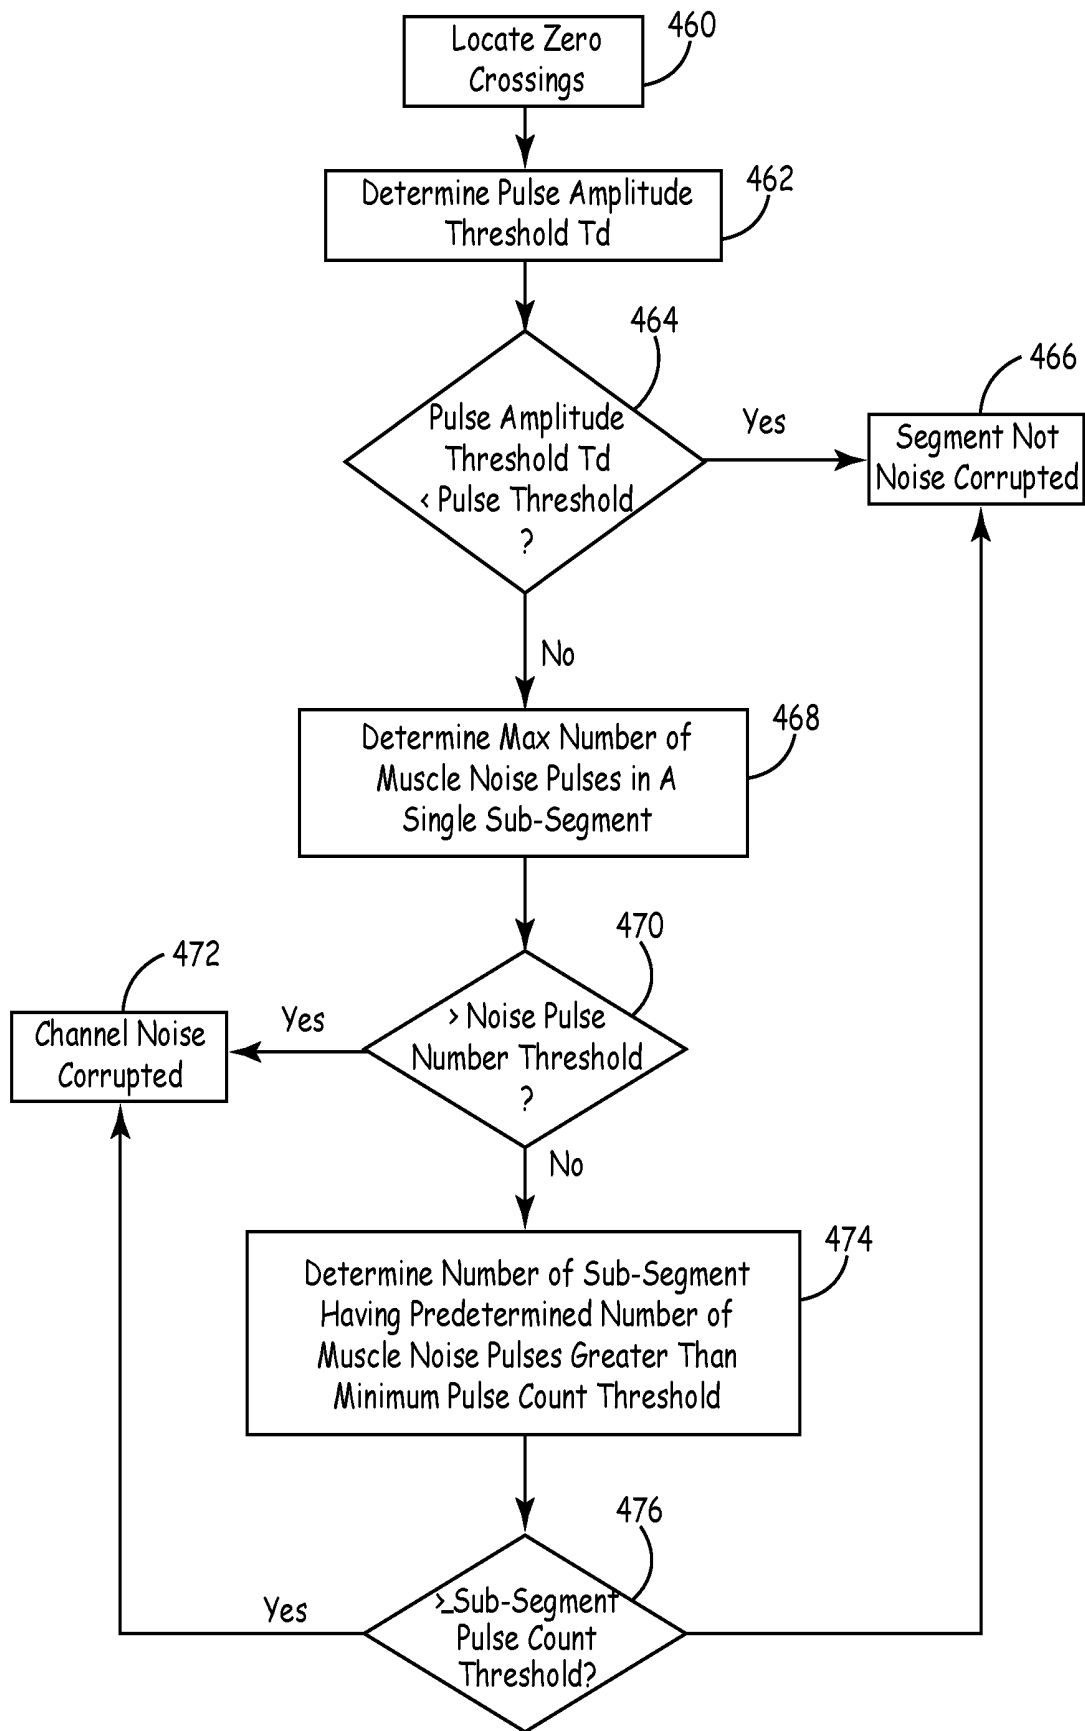 Locate Zero
Crossings
460
Determine Pulse Amplitude
Threshold Td
462
464
Pulse Amplitude
Threshold Td
< Pulse Threshold
?
Yes
466
Segment Not
Noise Corrupted
No
468
Determine Max Number of
Muscle Noise Pulses in A
Single Sub-Segment
470
472
> Noise Pulse
Number Threshold
?
Yes
Channel Noise
Corrupted
No
474
Determine Number of Sub-Segment
Having Predetermined Number of
Muscle Noise Pulses Greater Than
Minimum Pulse Count Threshold
476
≥ Sub-Segment
Pulse Count
Threshold?
Yes